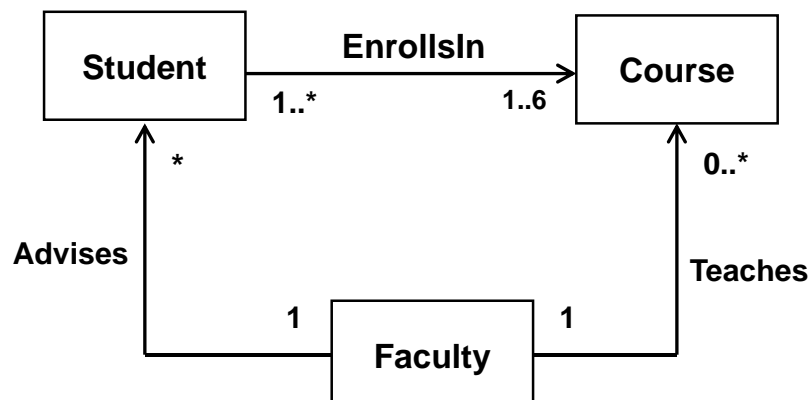 EnrollsIn
Student
Course
1..*
1..6
*
0..*
Advises
Teaches
1
1
Faculty